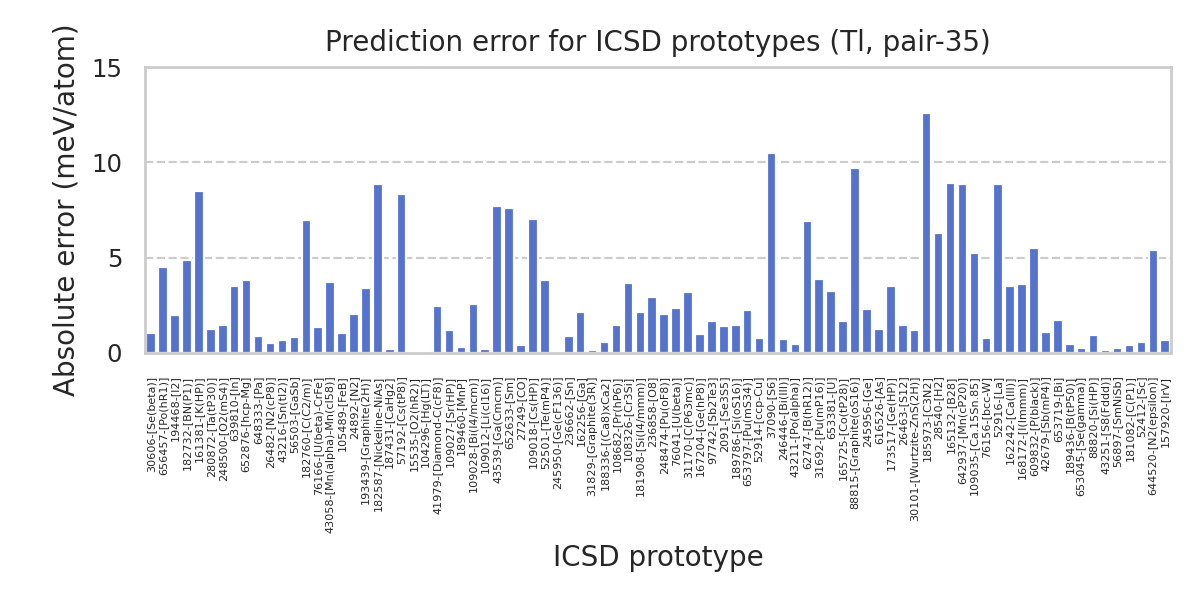 Prediction error for ICSD prototypes (Tl, pair-35)
Absolute error (meV/atom)
15
10
5
0
30606-[Se(beta)]
656457-[Po(hR1)]
194468-[I2]
182732-[BN(P1)]
161381-[K(HP)]
280872-[Bi(tP30)]
248500-[O2(mS4)]
639810-[In]
652876-[hcp-Mg]
648333-[Pa]
26482-[N2(cP8)]
43216-[Sn(tI2)]
56503-[GaSb]
182760-[C(C2/m)]
76166-[U(beta)-CrFe]
43058-[Mn(alpha)-Mn(cI58)]
105489-[FeB]
24892-[N2]
193439-[Graphite(2H)]
182587-[Nickeline-NiAs]
187431-[CaHg2]
57192-[Cs(tP8)]
15535-[O2(hR2)]
104296-[Hg(LT)]
41979-[Diamond-C(cF8)]
109027-[Sr(HP)]
189460-[MnP]
109028-[Bi(I4/mcm)]
109012-[Li(cI16)]
43539-[Ga(Cmcm)]
652633-[Sm]
27249-[CO]
109018-[Cs(HP)]
52501-[Te(mP4)]
245950-[Ge(cF136)]
236662-[Sn]
162256-[Ga]
31829-[Graphite(3R)]
188336-[(Ca8)xCa2]
108682-[Pr(hP6)]
108326-[Cr3Si]
181908-[Si(I4/mmm)]
236858-[O8]
248474-[Pu(oF8)]
76041-[U(beta)]
31170-[C(P63mc)]
167204-[Ge(hP8)]
97742-[Sb2Te3]
2091-[Se3S5]
189786-[Si(oS16)]
653797-[Pu(mS34)]
52914-[ccp-Cu]
37090-[S6]
246446-[Bi(III)]
43211-[Po(alpha)]
62747-[B(hR12)]
31692-[Pu(mP16)]
653381-[U]
165725-[Co(tP28)]
88815-[Graphite(oS16)]
245956-[Ge]
616526-[As]
173517-[Ge(HP)]
26463-[S12]
30101-[Wurtzite-ZnS(2H)]
185973-[C3N2]
28540-[H2]
165132-[B28]
642937-[Mn(cP20)]
109035-[Ca.15Sn.85]
76156-[bcc-W]
52916-[La]
162242-[Ca(III)]
168172-[I(Immm)]
609832-[P(black)]
42679-[Sb(mP4)]
653719-[Bi]
189436-[B(tP50)]
653045-[Se(gamma)]
88820-[Si(HP)]
43251-[S8(Fddd)]
56897-[SmNiSb]
181082-[C(P1)]
52412-[Sc]
644520-[N2(epsilon)]
157920-[IrV]
ICSD prototype